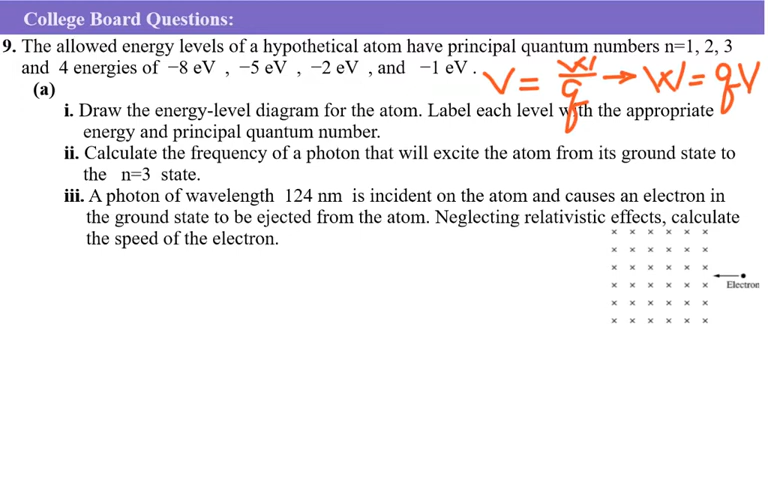 College Board Questions:
9. The allowed energy levels of a hypothetical atom have principal quantum numbers n=1, 2, 3
and 4 energies of −8 eV , −5 eV , −2 eV , and −1 eV .
V = W/q → W = qV
(a)
i. Draw the energy-level diagram for the atom. Label each level with the appropriate
energy and principal quantum number.
ii. Calculate the frequency of a photon that will excite the atom from its ground state to
the n=3 state.
iii. A photon of wavelength 124 nm is incident on the atom and causes an electron in
the ground state to be ejected from the atom. Neglecting relativistic effects, calculate
the speed of the electron.
× × × × × ×
× × × × × ×
× × × × × ×
× × × × × × Electron
× × × × × ×
× × × × × ×